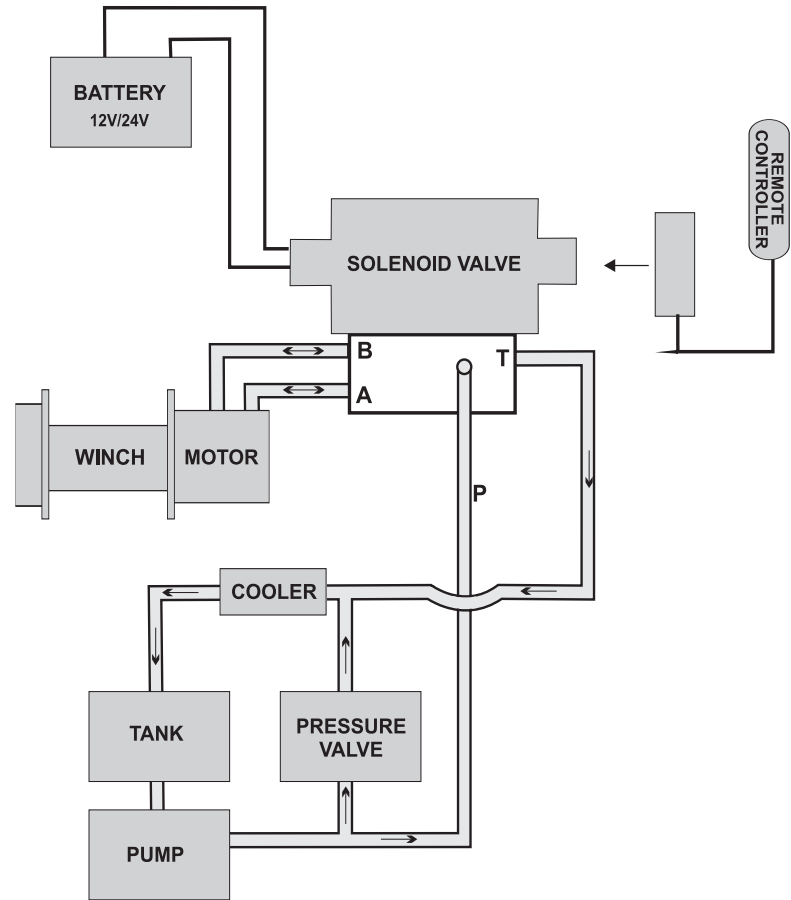 BATTERY
12V/24V
REMOTE
CONTROLLER
SOLENOID VALVE
B
T
A
WINCH
MOTOR
P
COOLER
TANK
PRESSURE
VALVE
PUMP